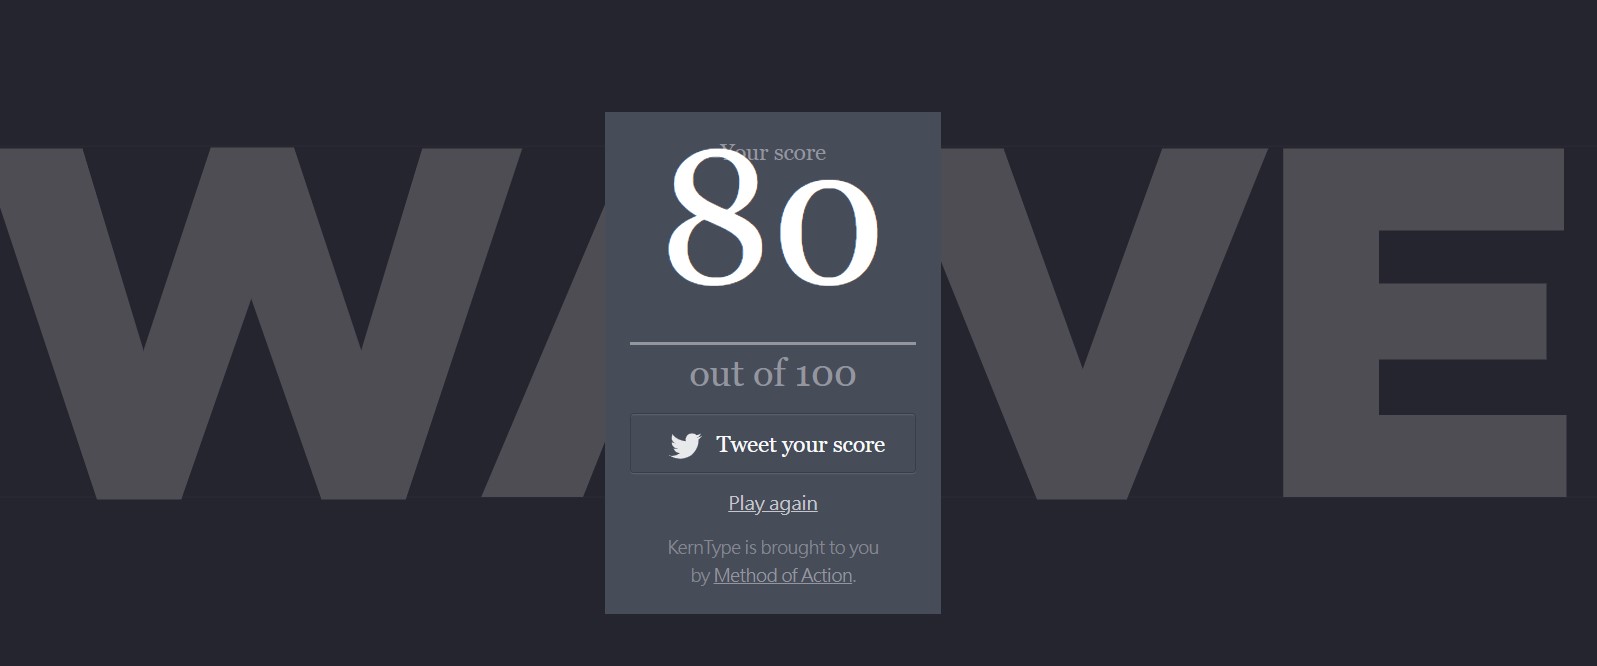 WAVE
Your score
80
out of 100
Tweet your score
Play again
KernType is brought to you
by Method of Action.